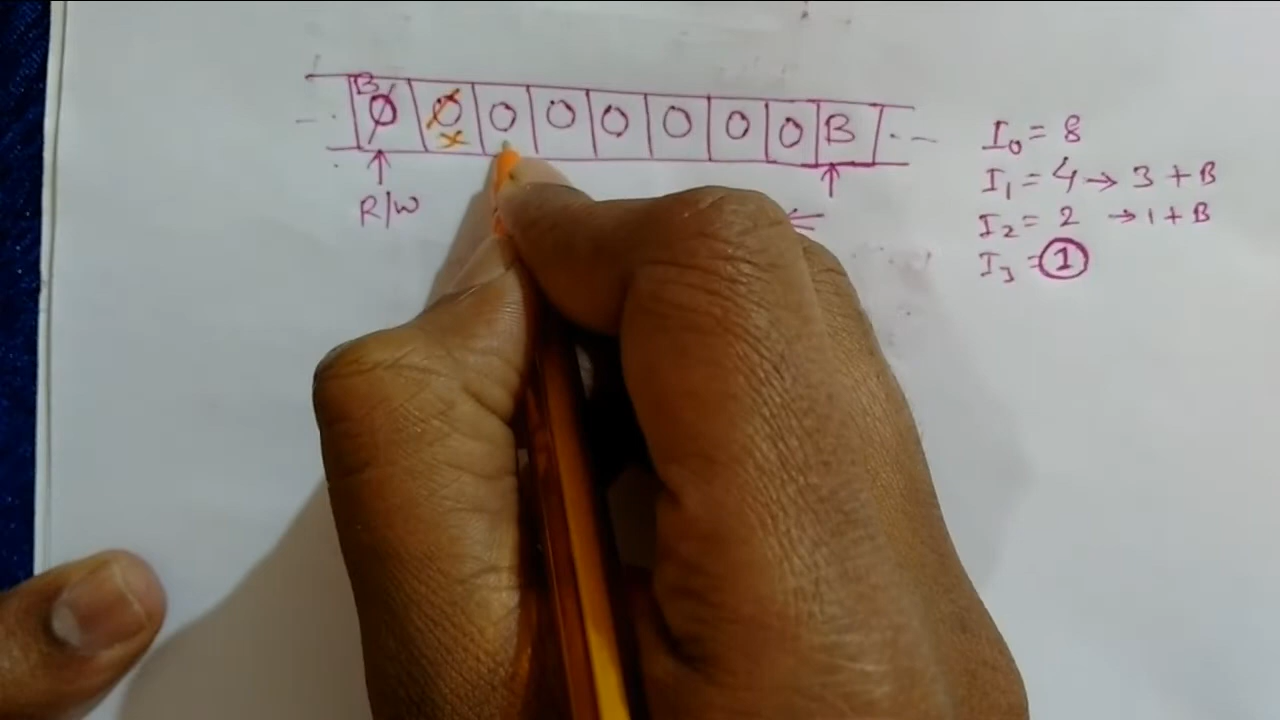 B
0 0 0 0 0 0 0 0 B
x
R/W
I₀ = 8
I₁ = 4 → 3 + B
I₂ = 2 → 1 + B
I₃ = 1